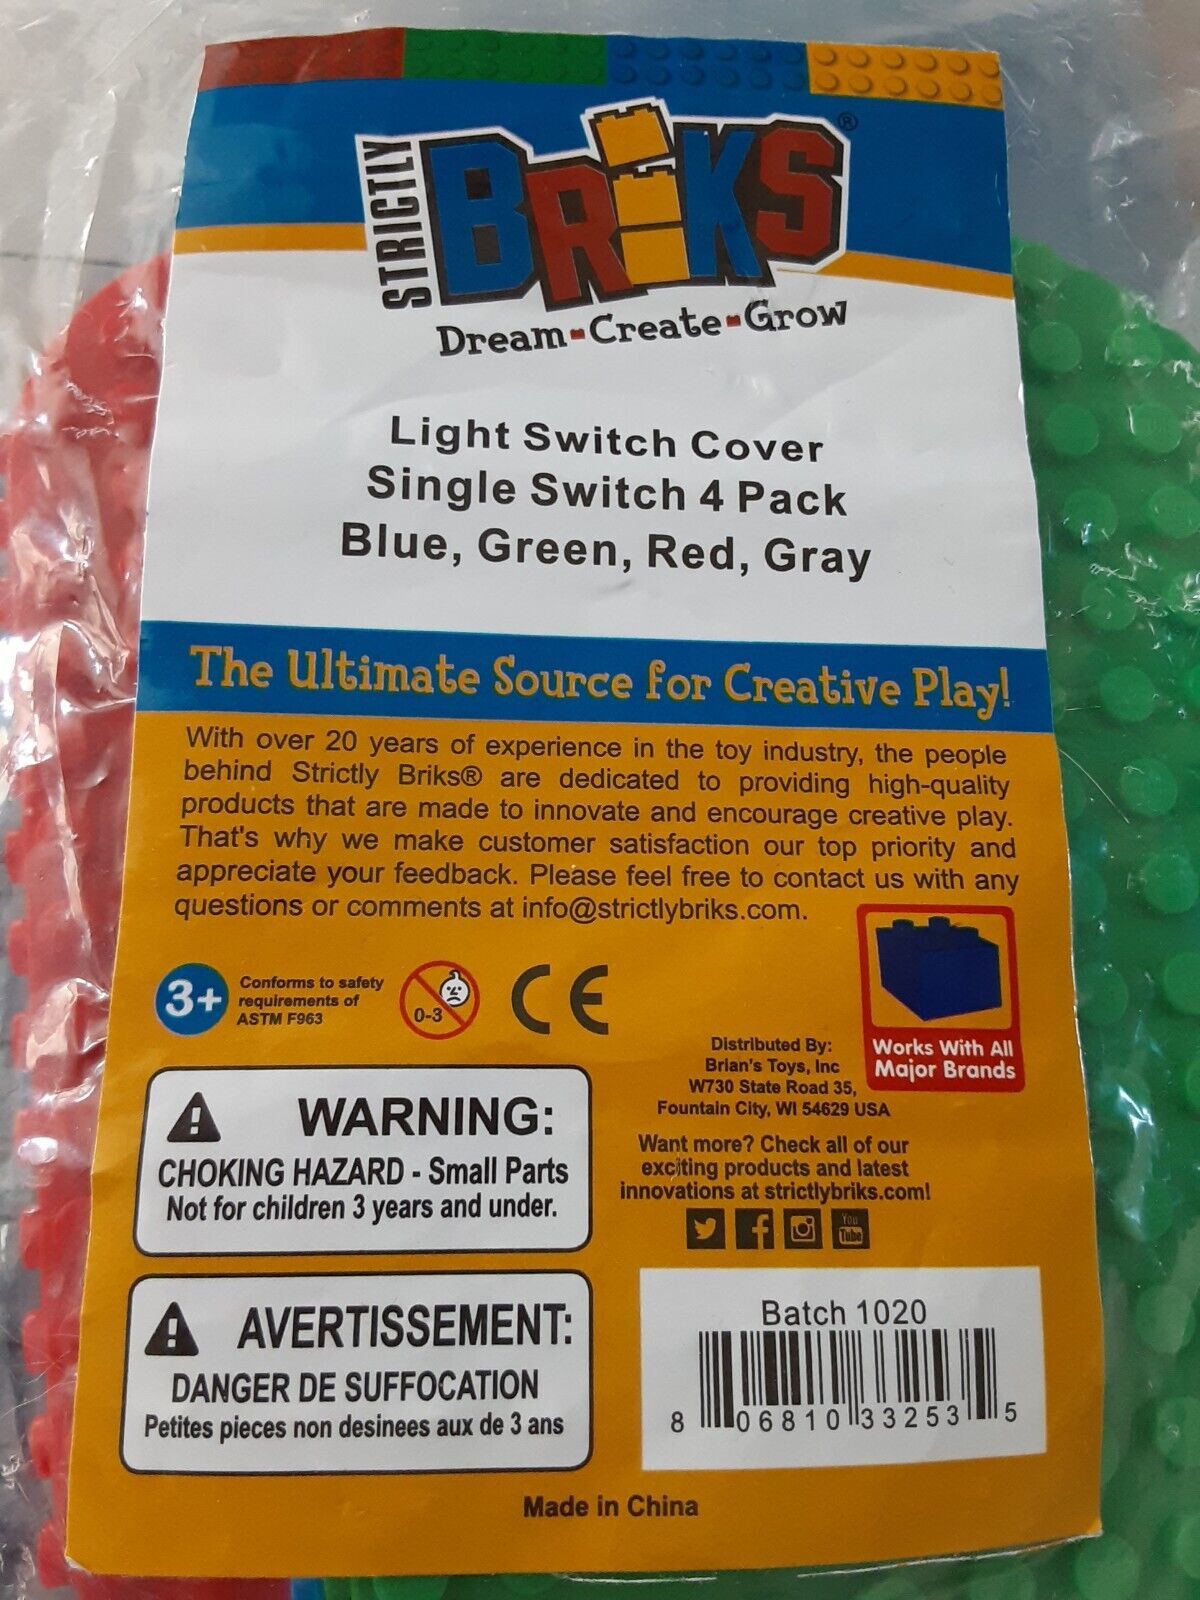 STRICTLY BRiKS®
Dream-Create-Grow
Light Switch Cover
Single Switch 4 Pack
Blue, Green, Red, Gray
The Ultimate Source for Creative Play!
With over 20 years of experience in the toy industry, the people
behind Strictly Briks® are dedicated to providing high-quality
products that are made to innovate and encourage creative play.
That's why we make customer satisfaction our top priority and
appreciate your feedback. Please feel free to contact us with any
questions or comments at info@strictlybriks.com.
3+
Conforms to safety
requirements of
ASTM F963
0-3
CE
Works With All
Major Brands
Distributed By:
Brian's Toys, Inc
W730 State Road 35,
Fountain City, WI 54629 USA
Want more? Check all of our
exciting products and latest
innovations at strictlybriks.com!
You
Tube
WARNING:
CHOKING HAZARD - Small Parts
Not for children 3 years and under.
AVERTISSEMENT:
DANGER DE SUFFOCATION
Petites pieces non desinees aux de 3 ans
Batch 1020
8 06810 33253 5
Made in China